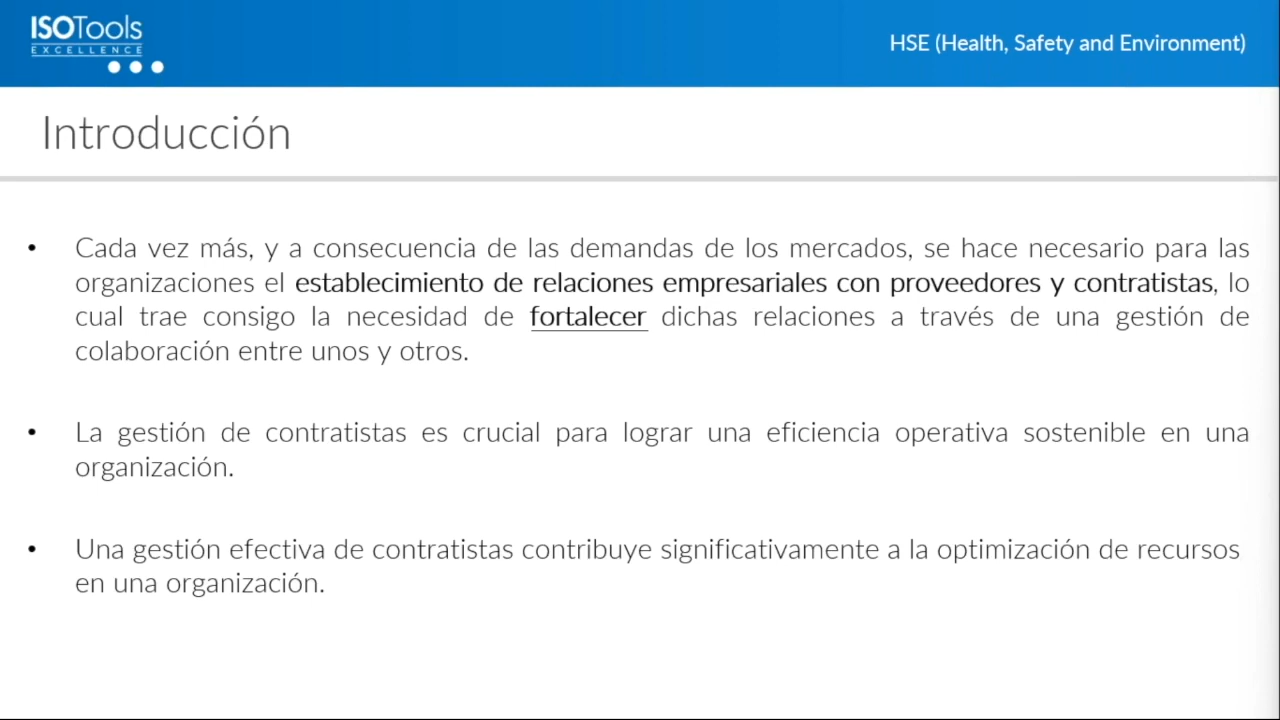 ISOTools
EXCELLENCE
HSE (Health, Safety and Environment)
Introducción
• Cada vez más, y a consecuencia de las demandas de los mercados, se hace necesario para las
organizaciones el establecimiento de relaciones empresariales con proveedores y contratistas, lo
cual trae consigo la necesidad de fortalecer dichas relaciones a través de una gestión de
colaboración entre unos y otros.
• La gestión de contratistas es crucial para lograr una eficiencia operativa sostenible en una
organización.
• Una gestión efectiva de contratistas contribuye significativamente a la optimización de recursos
en una organización.